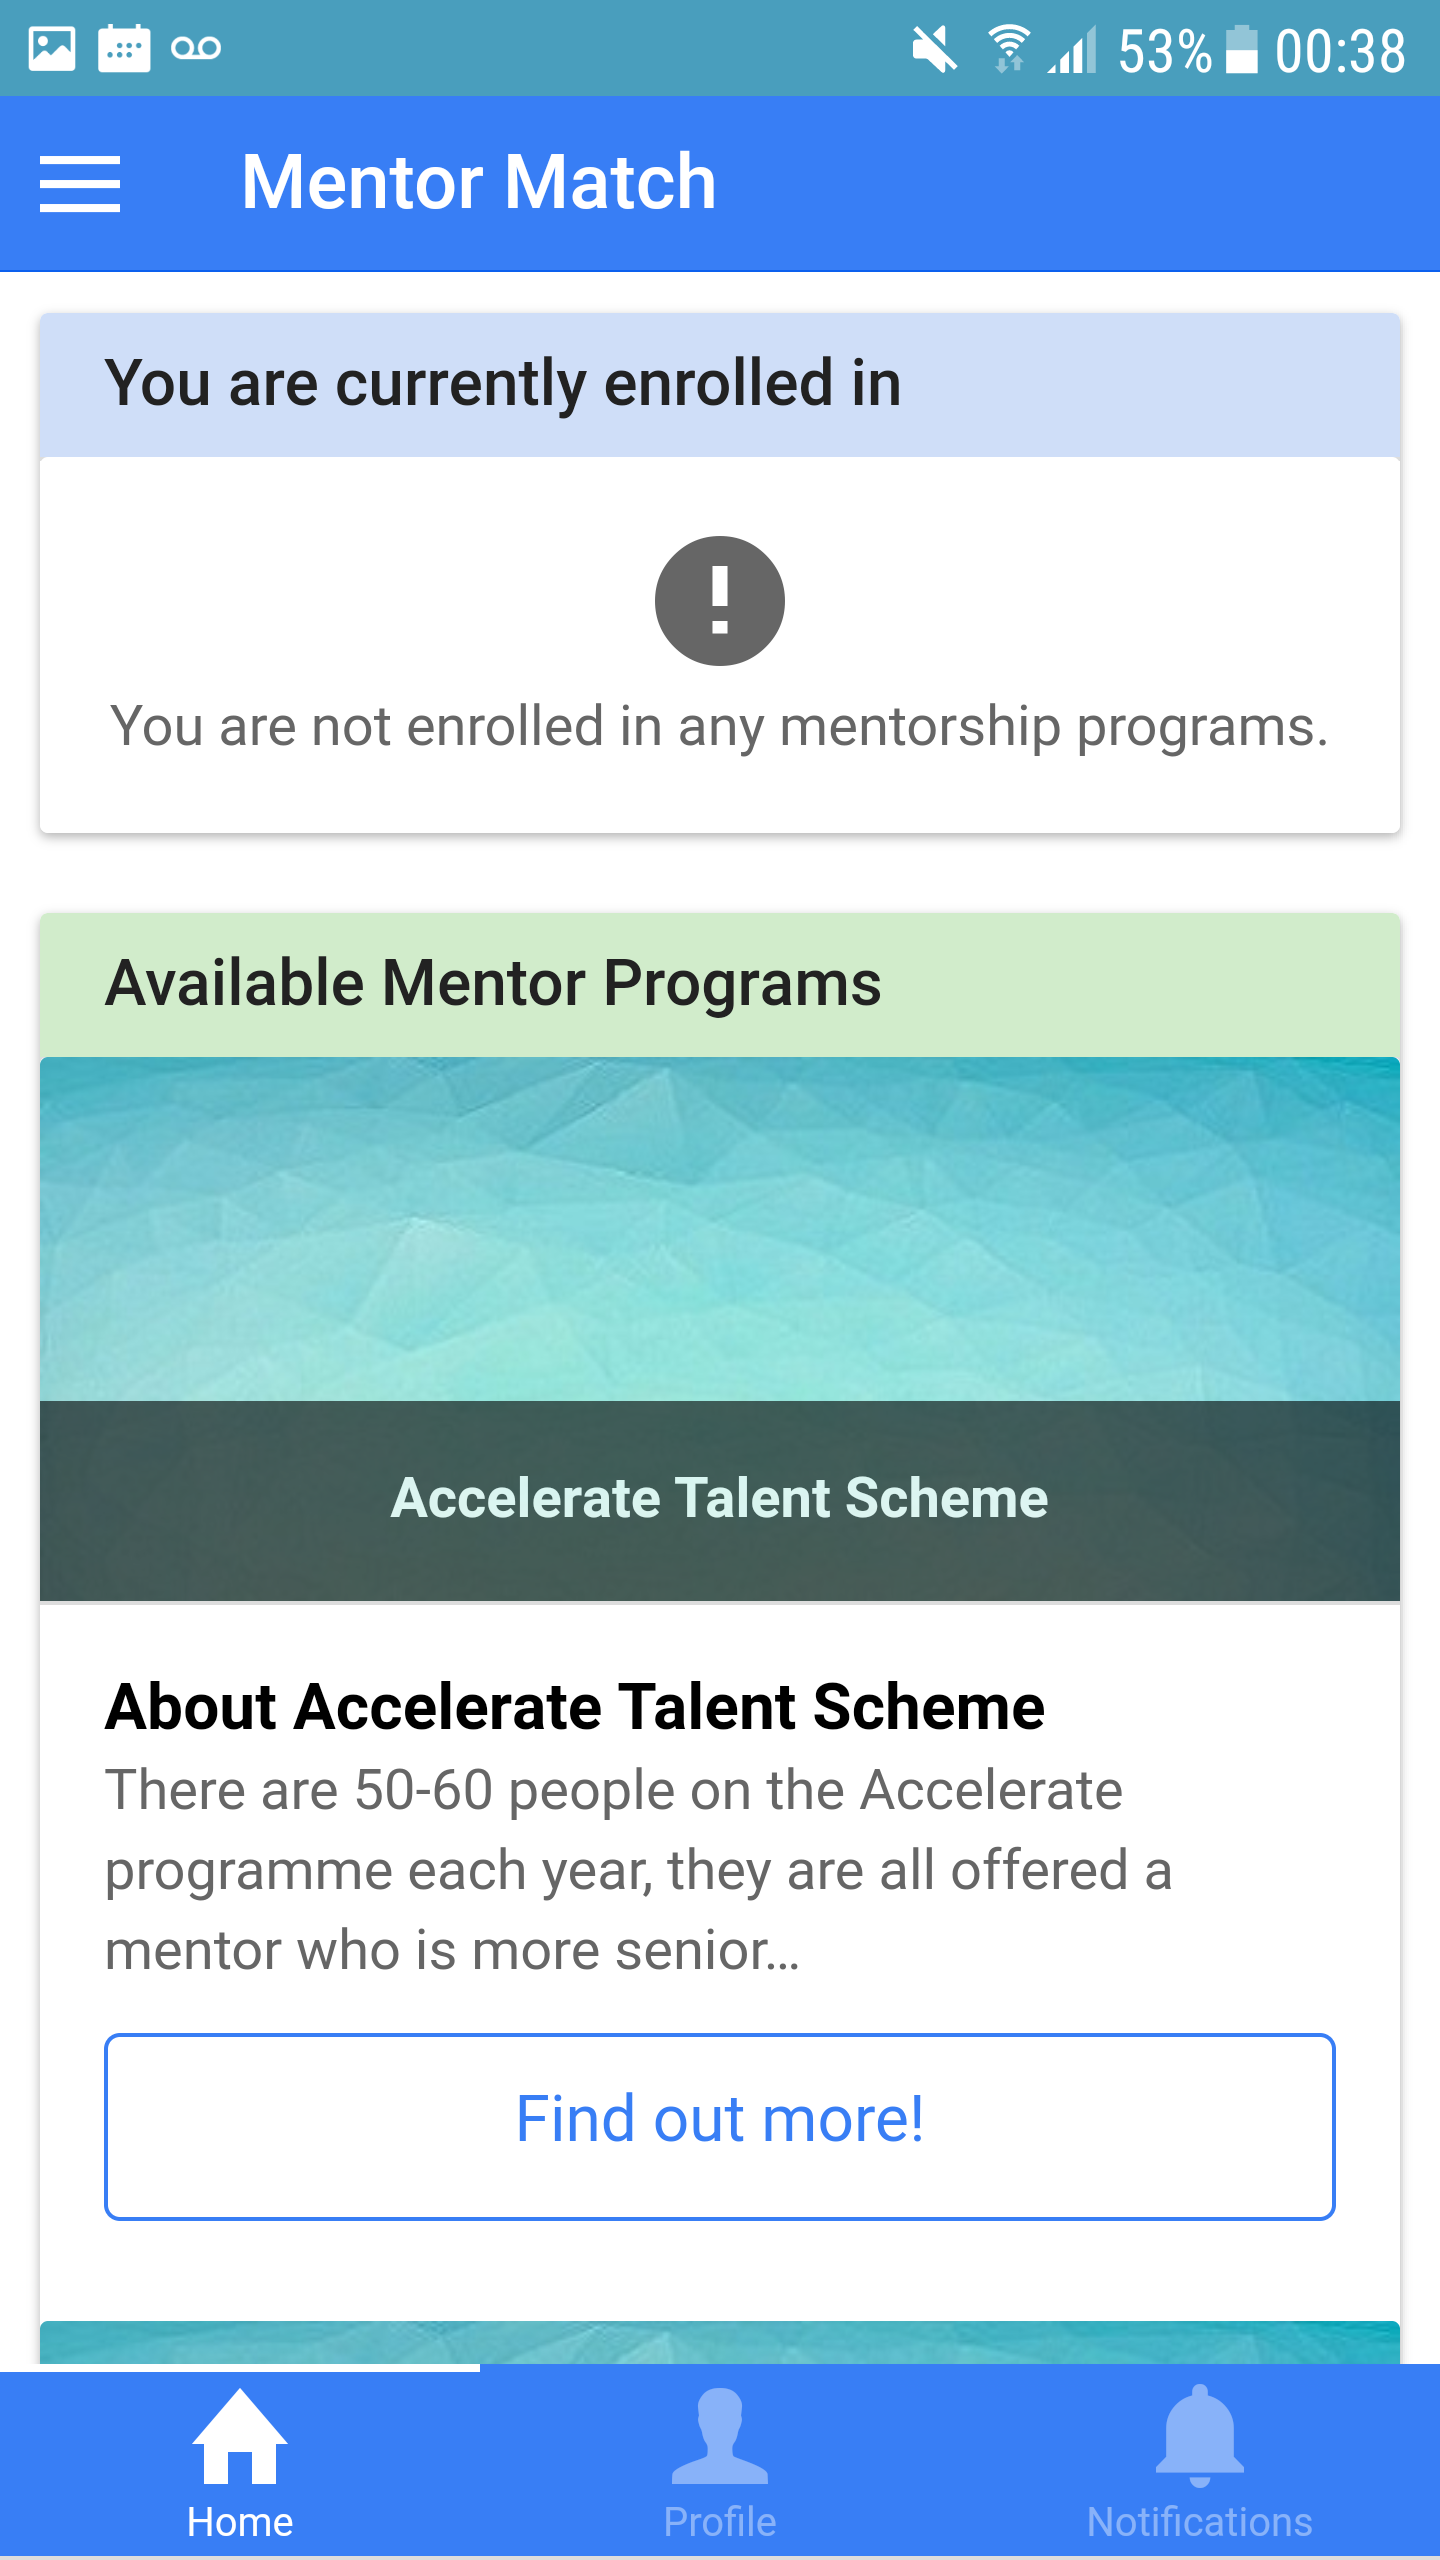 53% 00:38
Mentor Match
You are currently enrolled in
You are not enrolled in any mentorship programs.
Available Mentor Programs
Accelerate Talent Scheme
About Accelerate Talent Scheme
There are 50-60 people on the Accelerate
programme each year, they are all offered a
mentor who is more senior…
Find out more!
Home Profile Notifications